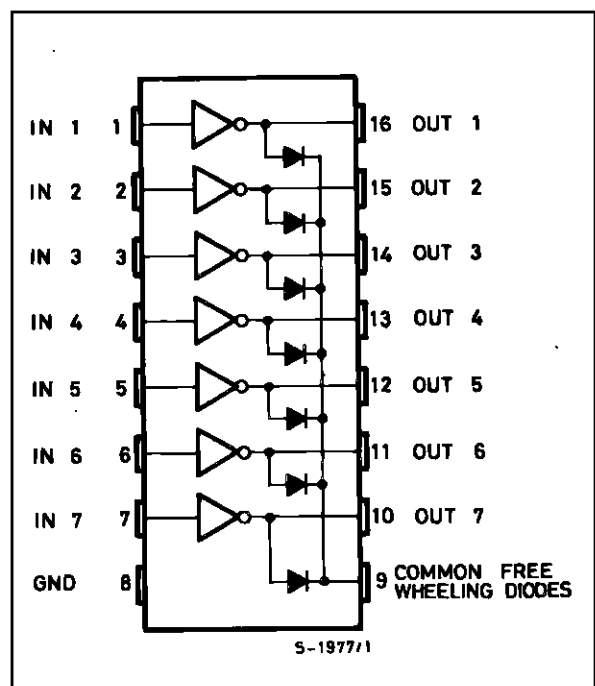 IN 1 1 16 OUT 1
IN 2 2 15 OUT 2
IN 3 3 14 OUT 3
IN 4 4 13 OUT 4
IN 5 5 12 OUT 5
IN 6 6 11 OUT 6
IN 7 7 10 OUT 7
GND 8 9 COMMON FREE
WHEELING DIODES
S-1977/1